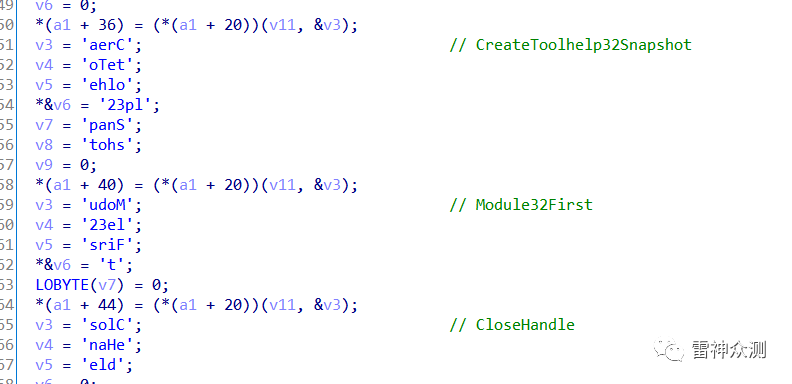 49 v6 = 0;
50 *(a1 + 36) = (*(a1 + 20))(v11, &v3);
51 v3 = 'aerC'; // CreateToolhelp32Snapshot
52 v4 = 'oTet';
53 v5 = 'ehlo';
54 *&v6 = '23pl';
55 v7 = 'panS';
56 v8 = 'tohs';
57 v9 = 0;
58 *(a1 + 40) = (*(a1 + 20))(v11, &v3);
59 v3 = 'udoM'; // Module32First
60 v4 = '23el';
61 v5 = 'sriF';
62 *&v6 = 't';
63 LOBYTE(v7) = 0;
64 *(a1 + 44) = (*(a1 + 20))(v11, &v3);
65 v3 = 'solC'; // CloseHandle
66 v4 = 'naHe';
67 v5 = 'eld';
68 v6 = 0;
雷神众测